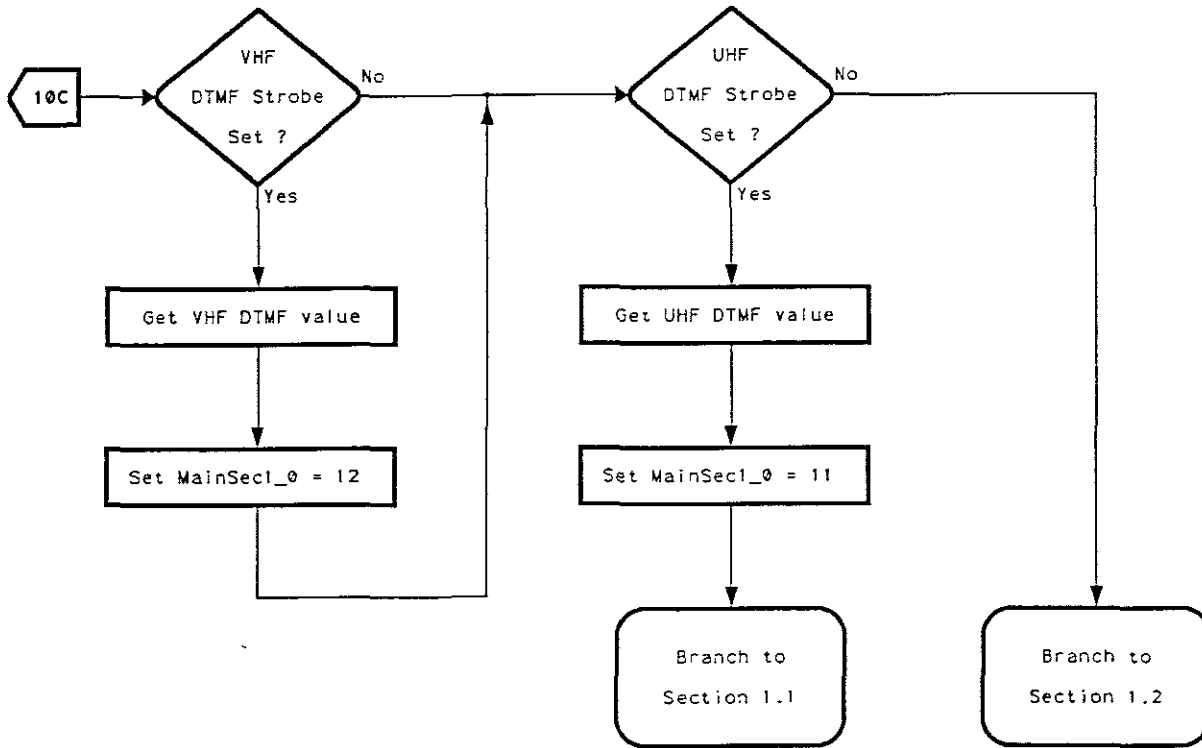 10C
VHF
DTMF Strobe
Set ?
No
Yes
Get VHF DTMF value
Set MainSec1_0 = 12
UHF
DTMF Strobe
Set ?
No
Yes
Get UHF DTMF value
Set MainSec1_0 = 11
Branch to
Section 1.1
Branch to
Section 1.2